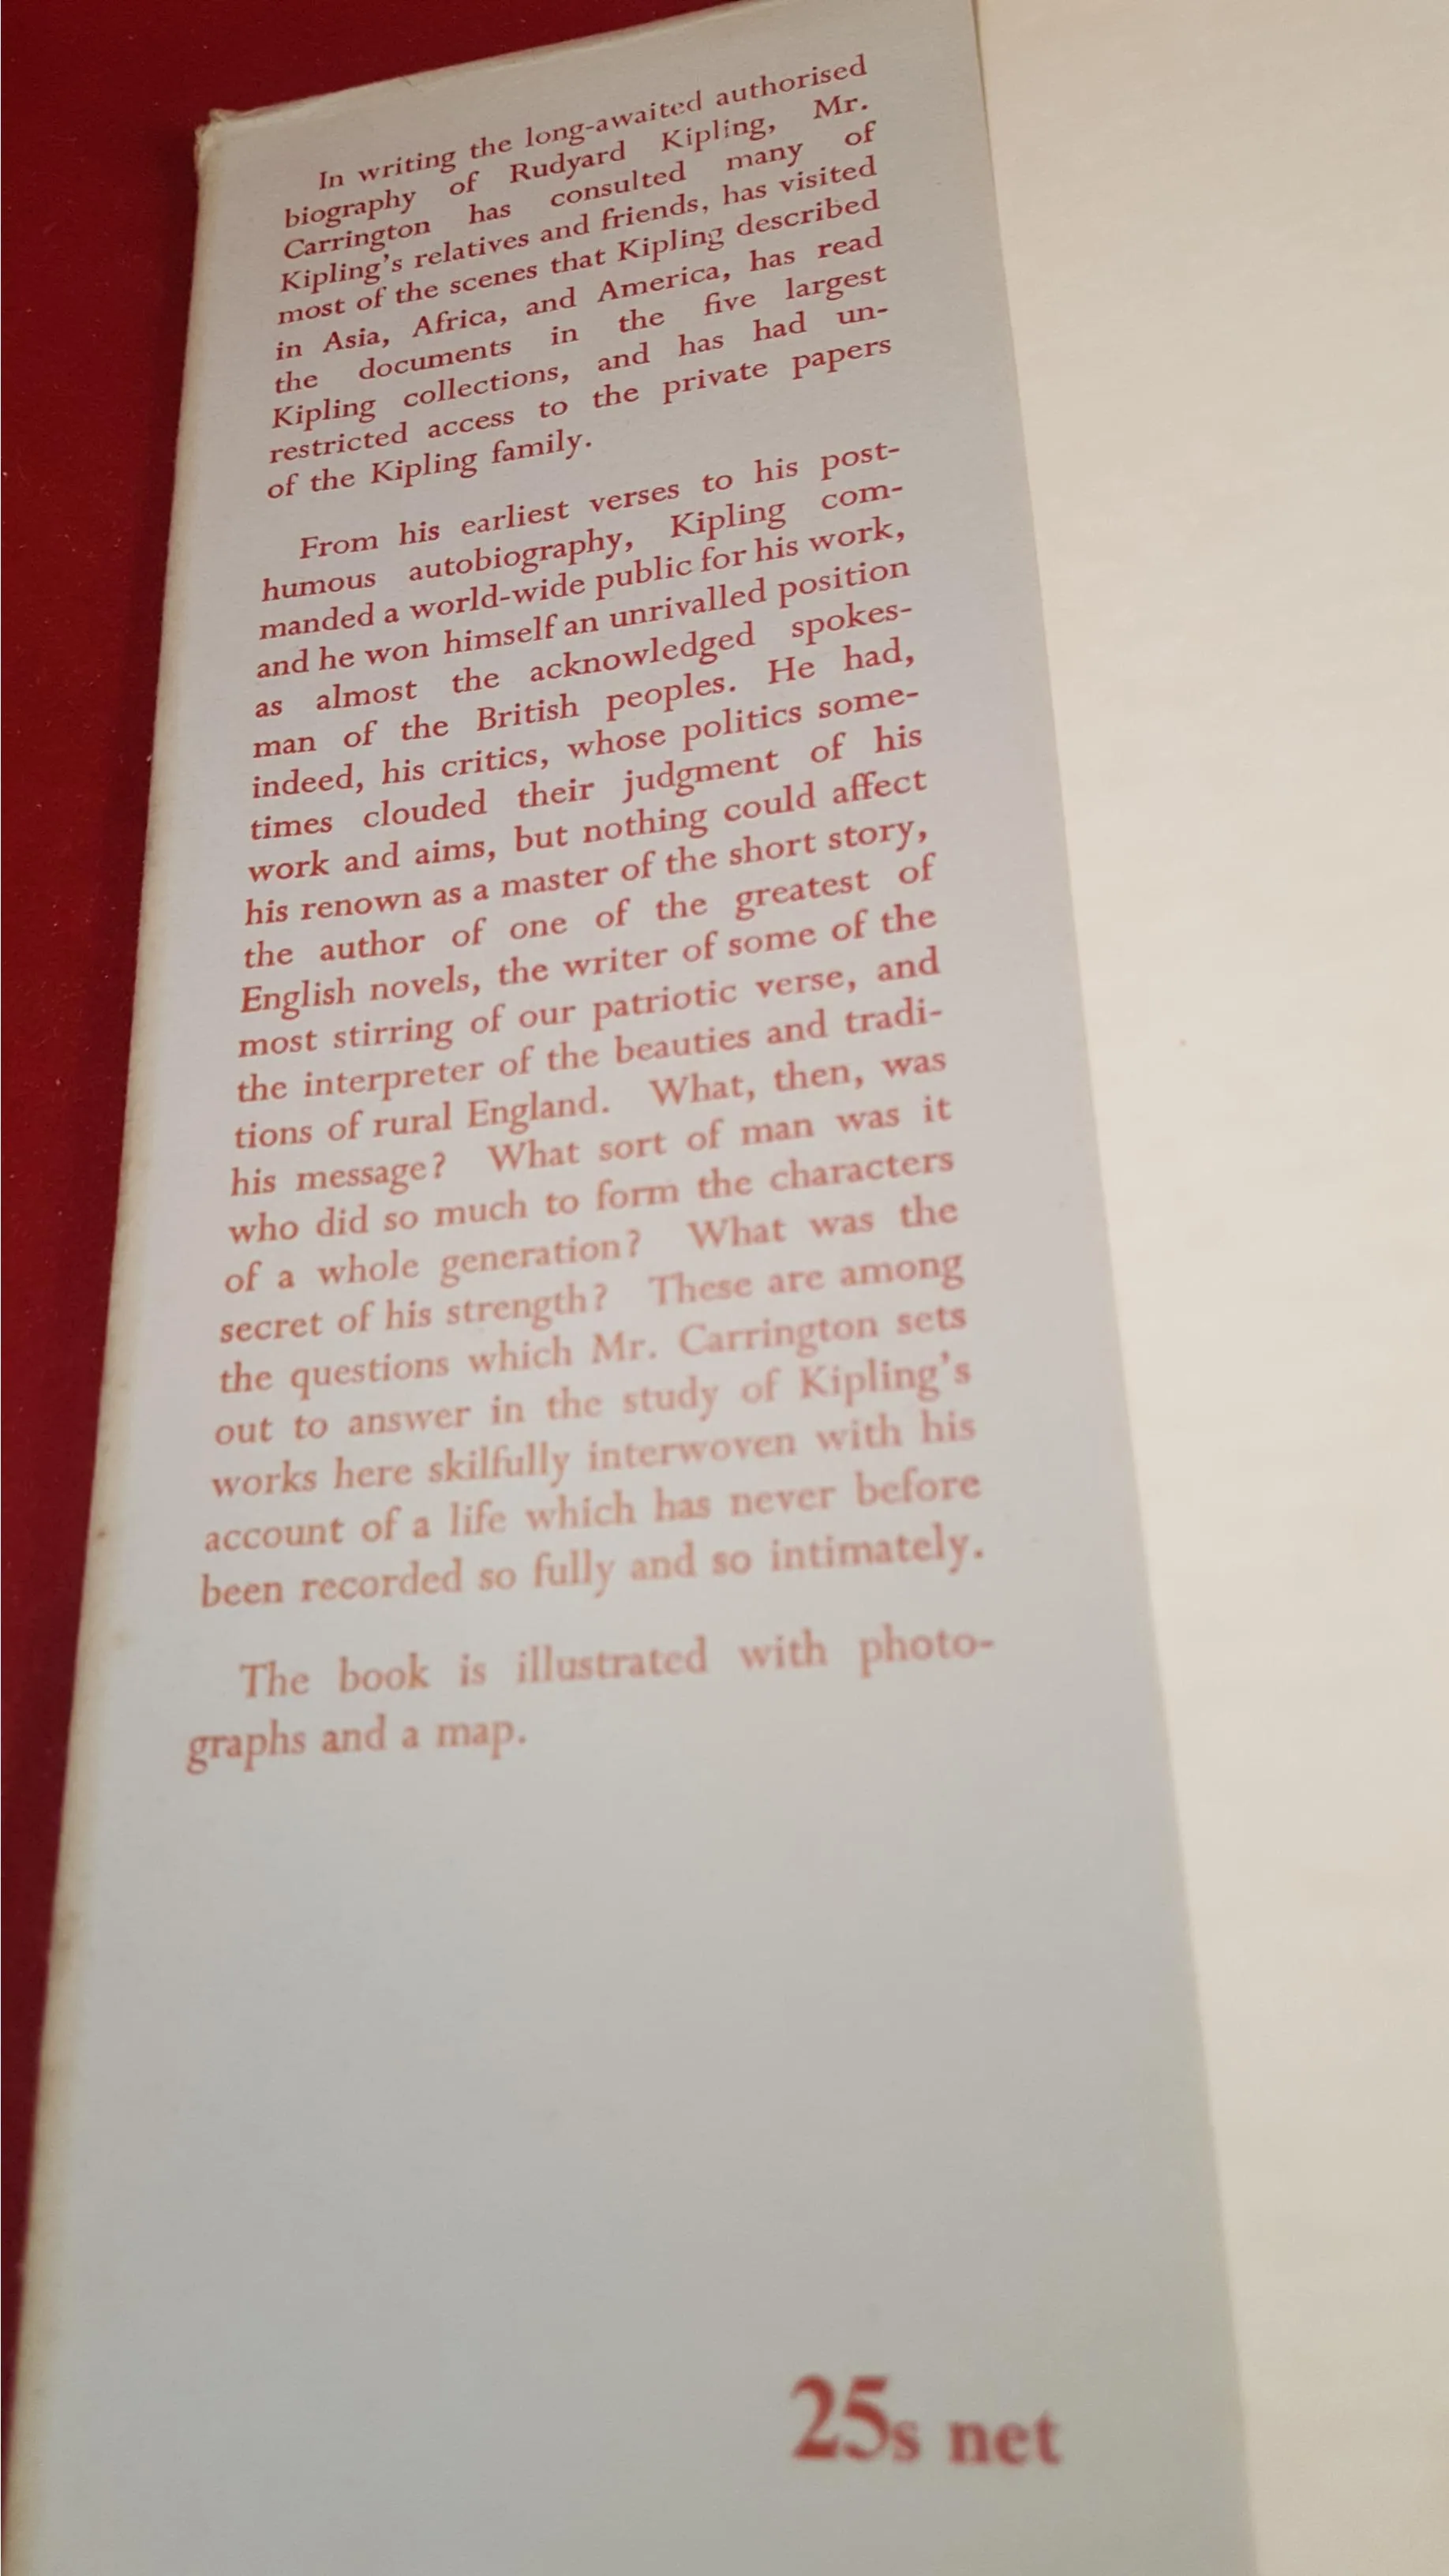 In writing the long-awaited authorised
biography of Rudyard Kipling, Mr.
Carrington has consulted many of
Kipling's relatives and friends, has visited
most of the scenes that Kipling described
in Asia, Africa, and America, has read
the documents in the five largest
Kipling collections, and has had un-
restricted access to the private papers
of the Kipling family.
From his earliest verses to his post-
humous autobiography, Kipling com-
manded a world-wide public for his work,
and he won himself an unrivalled position
as almost the acknowledged spokes-
man of the British peoples. He had,
indeed, his critics, whose politics some-
times clouded their judgment of his
work and aims, but nothing could affect
his renown as a master of the short story,
the author of one of the greatest of
English novels, the writer of some of the
most stirring of our patriotic verse, and
the interpreter of the beauties and tradi-
tions of rural England. What, then, was
his message? What sort of man was it
who did so much to form the characters
of a whole generation? What was the
secret of his strength? These are among
the questions which Mr. Carrington sets
out to answer in the study of Kipling's
works here skilfully interwoven with his
account of a life which has never before
been recorded so fully and so intimately.
The book is illustrated with photo-
graphs and a map.
25s net